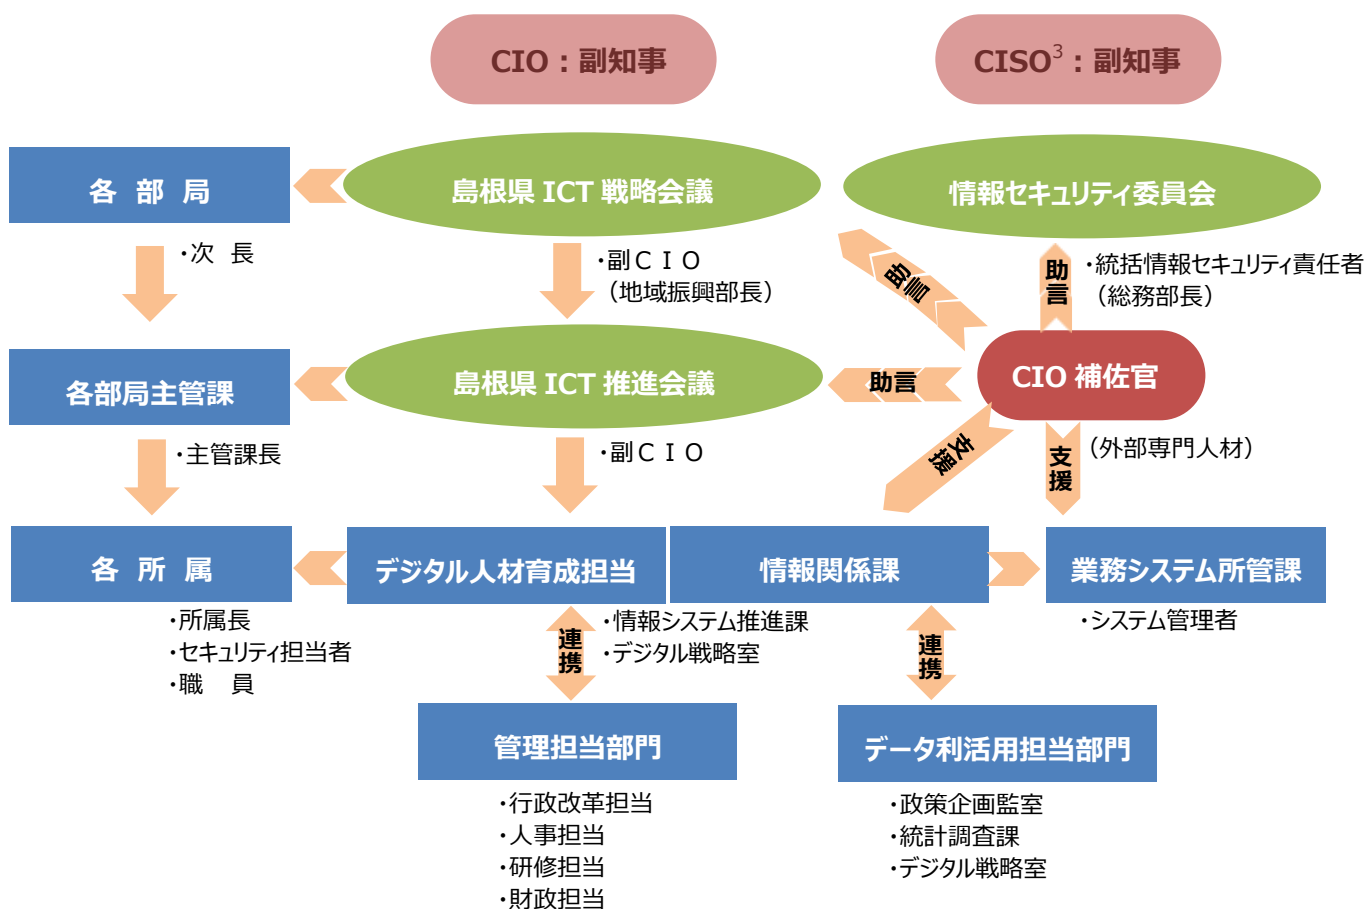 CIO：副知事
CISO3：副知事
各 部 局
島根県 ICT 戦略会議
情報セキュリティ委員会
・次 長
・副ＣＩＯ
（地域振興部長）
助言
助言
・統括情報セキュリティ責任者
（総務部長）
各部局主管課
島根県 ICT 推進会議
助言
CIO 補佐官
・主管課長
・副ＣＩＯ
支援
支援
（外部専門人材）
各 所 属
デジタル人材育成担当
情報関係課
業務システム所管課
・所属長
・セキュリティ担当者
・職　員
連携
・情報システム推進課
・デジタル戦略室
連携
・システム管理者
管理担当部門
データ利活用担当部門
・行政改革担当
・人事担当
・研修担当
・財政担当
・政策企画監室
・統計調査課
・デジタル戦略室